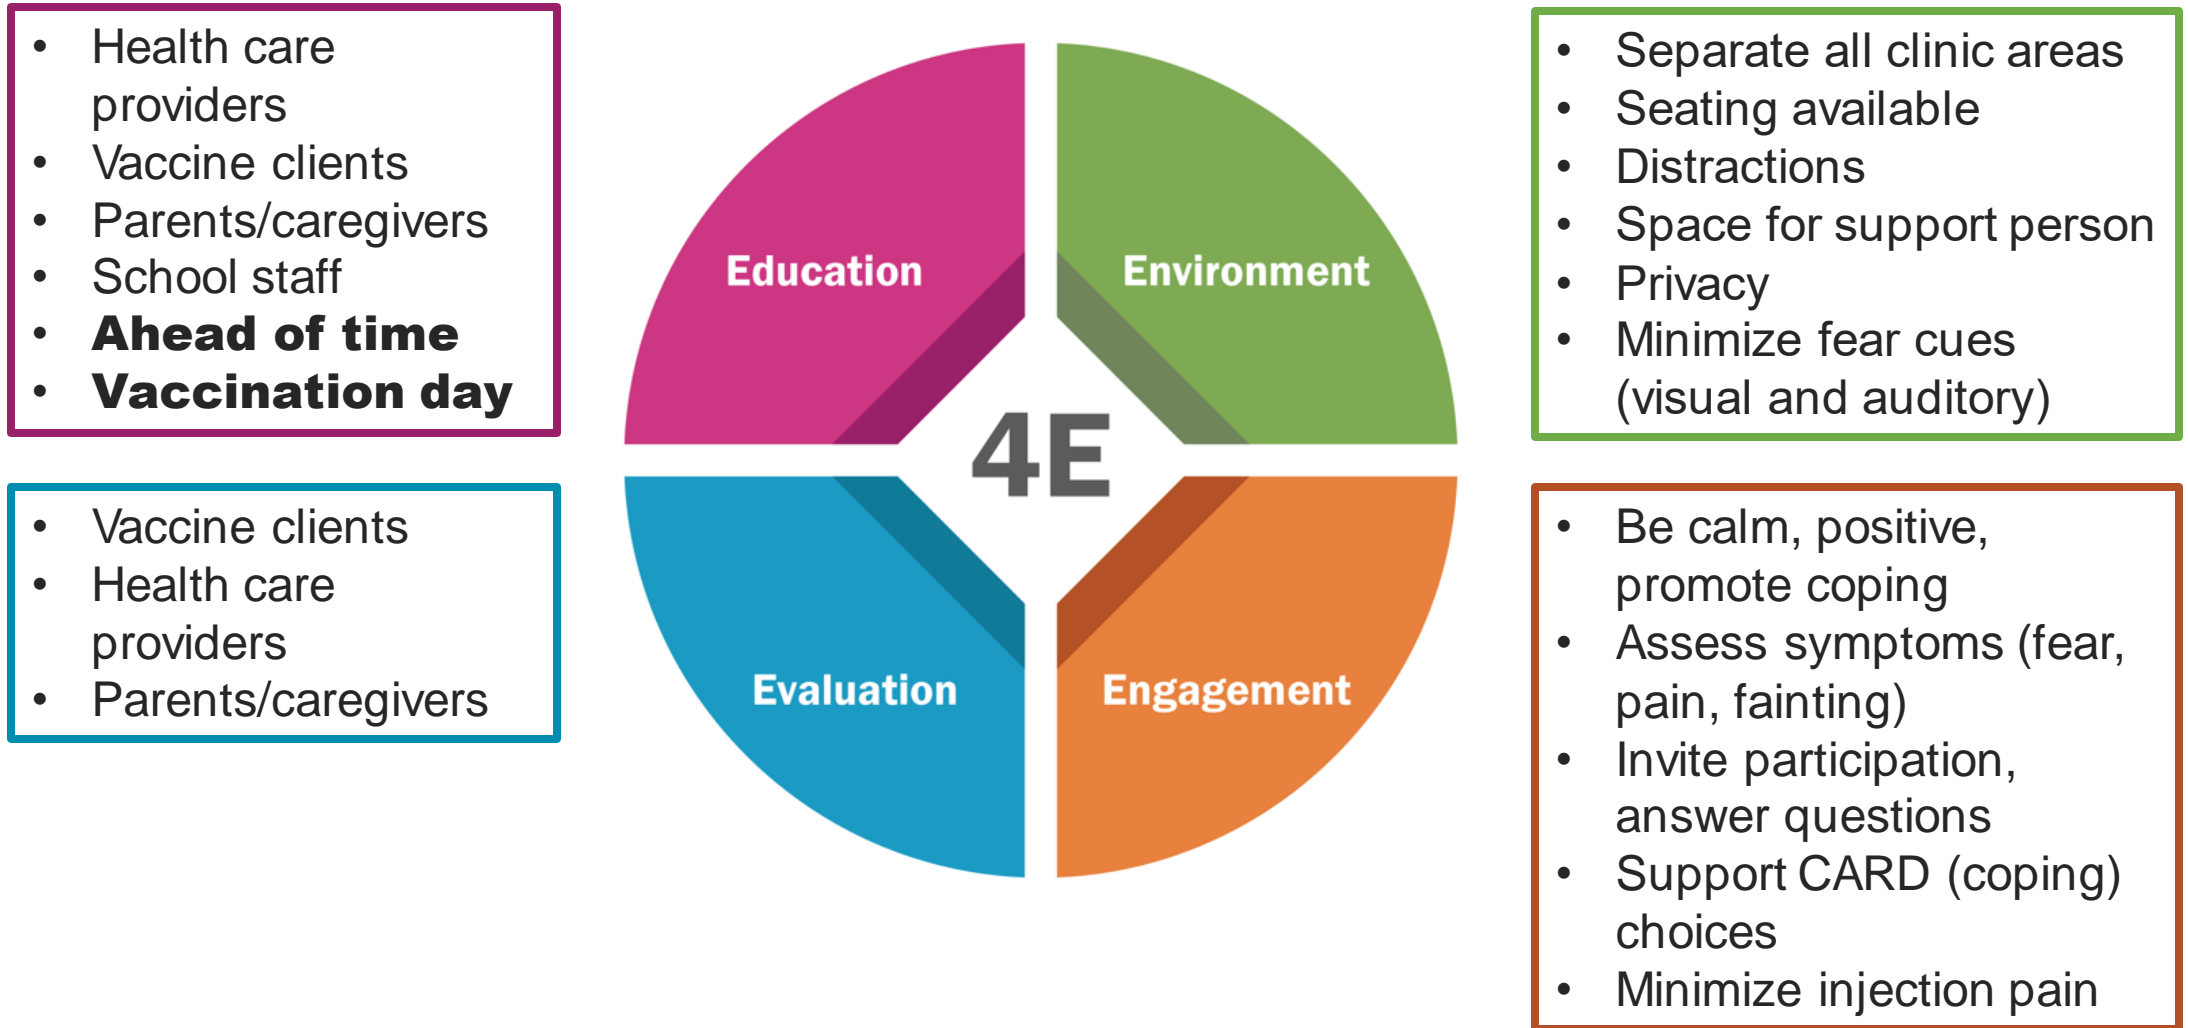 • Health care
providers
• Vaccine clients
• Parents/caregivers
• School staff
• Ahead of time
• Vaccination day
Education
Environment
4E
Evaluation
Engagement
• Separate all clinic areas
• Seating available
• Distractions
• Space for support person
• Privacy
• Minimize fear cues
(visual and auditory)
• Vaccine clients
• Health care
providers
• Parents/caregivers
• Be calm, positive,
promote coping
• Assess symptoms (fear,
pain, fainting)
• Invite participation,
answer questions
• Support CARD (coping)
choices
• Minimize injection pain